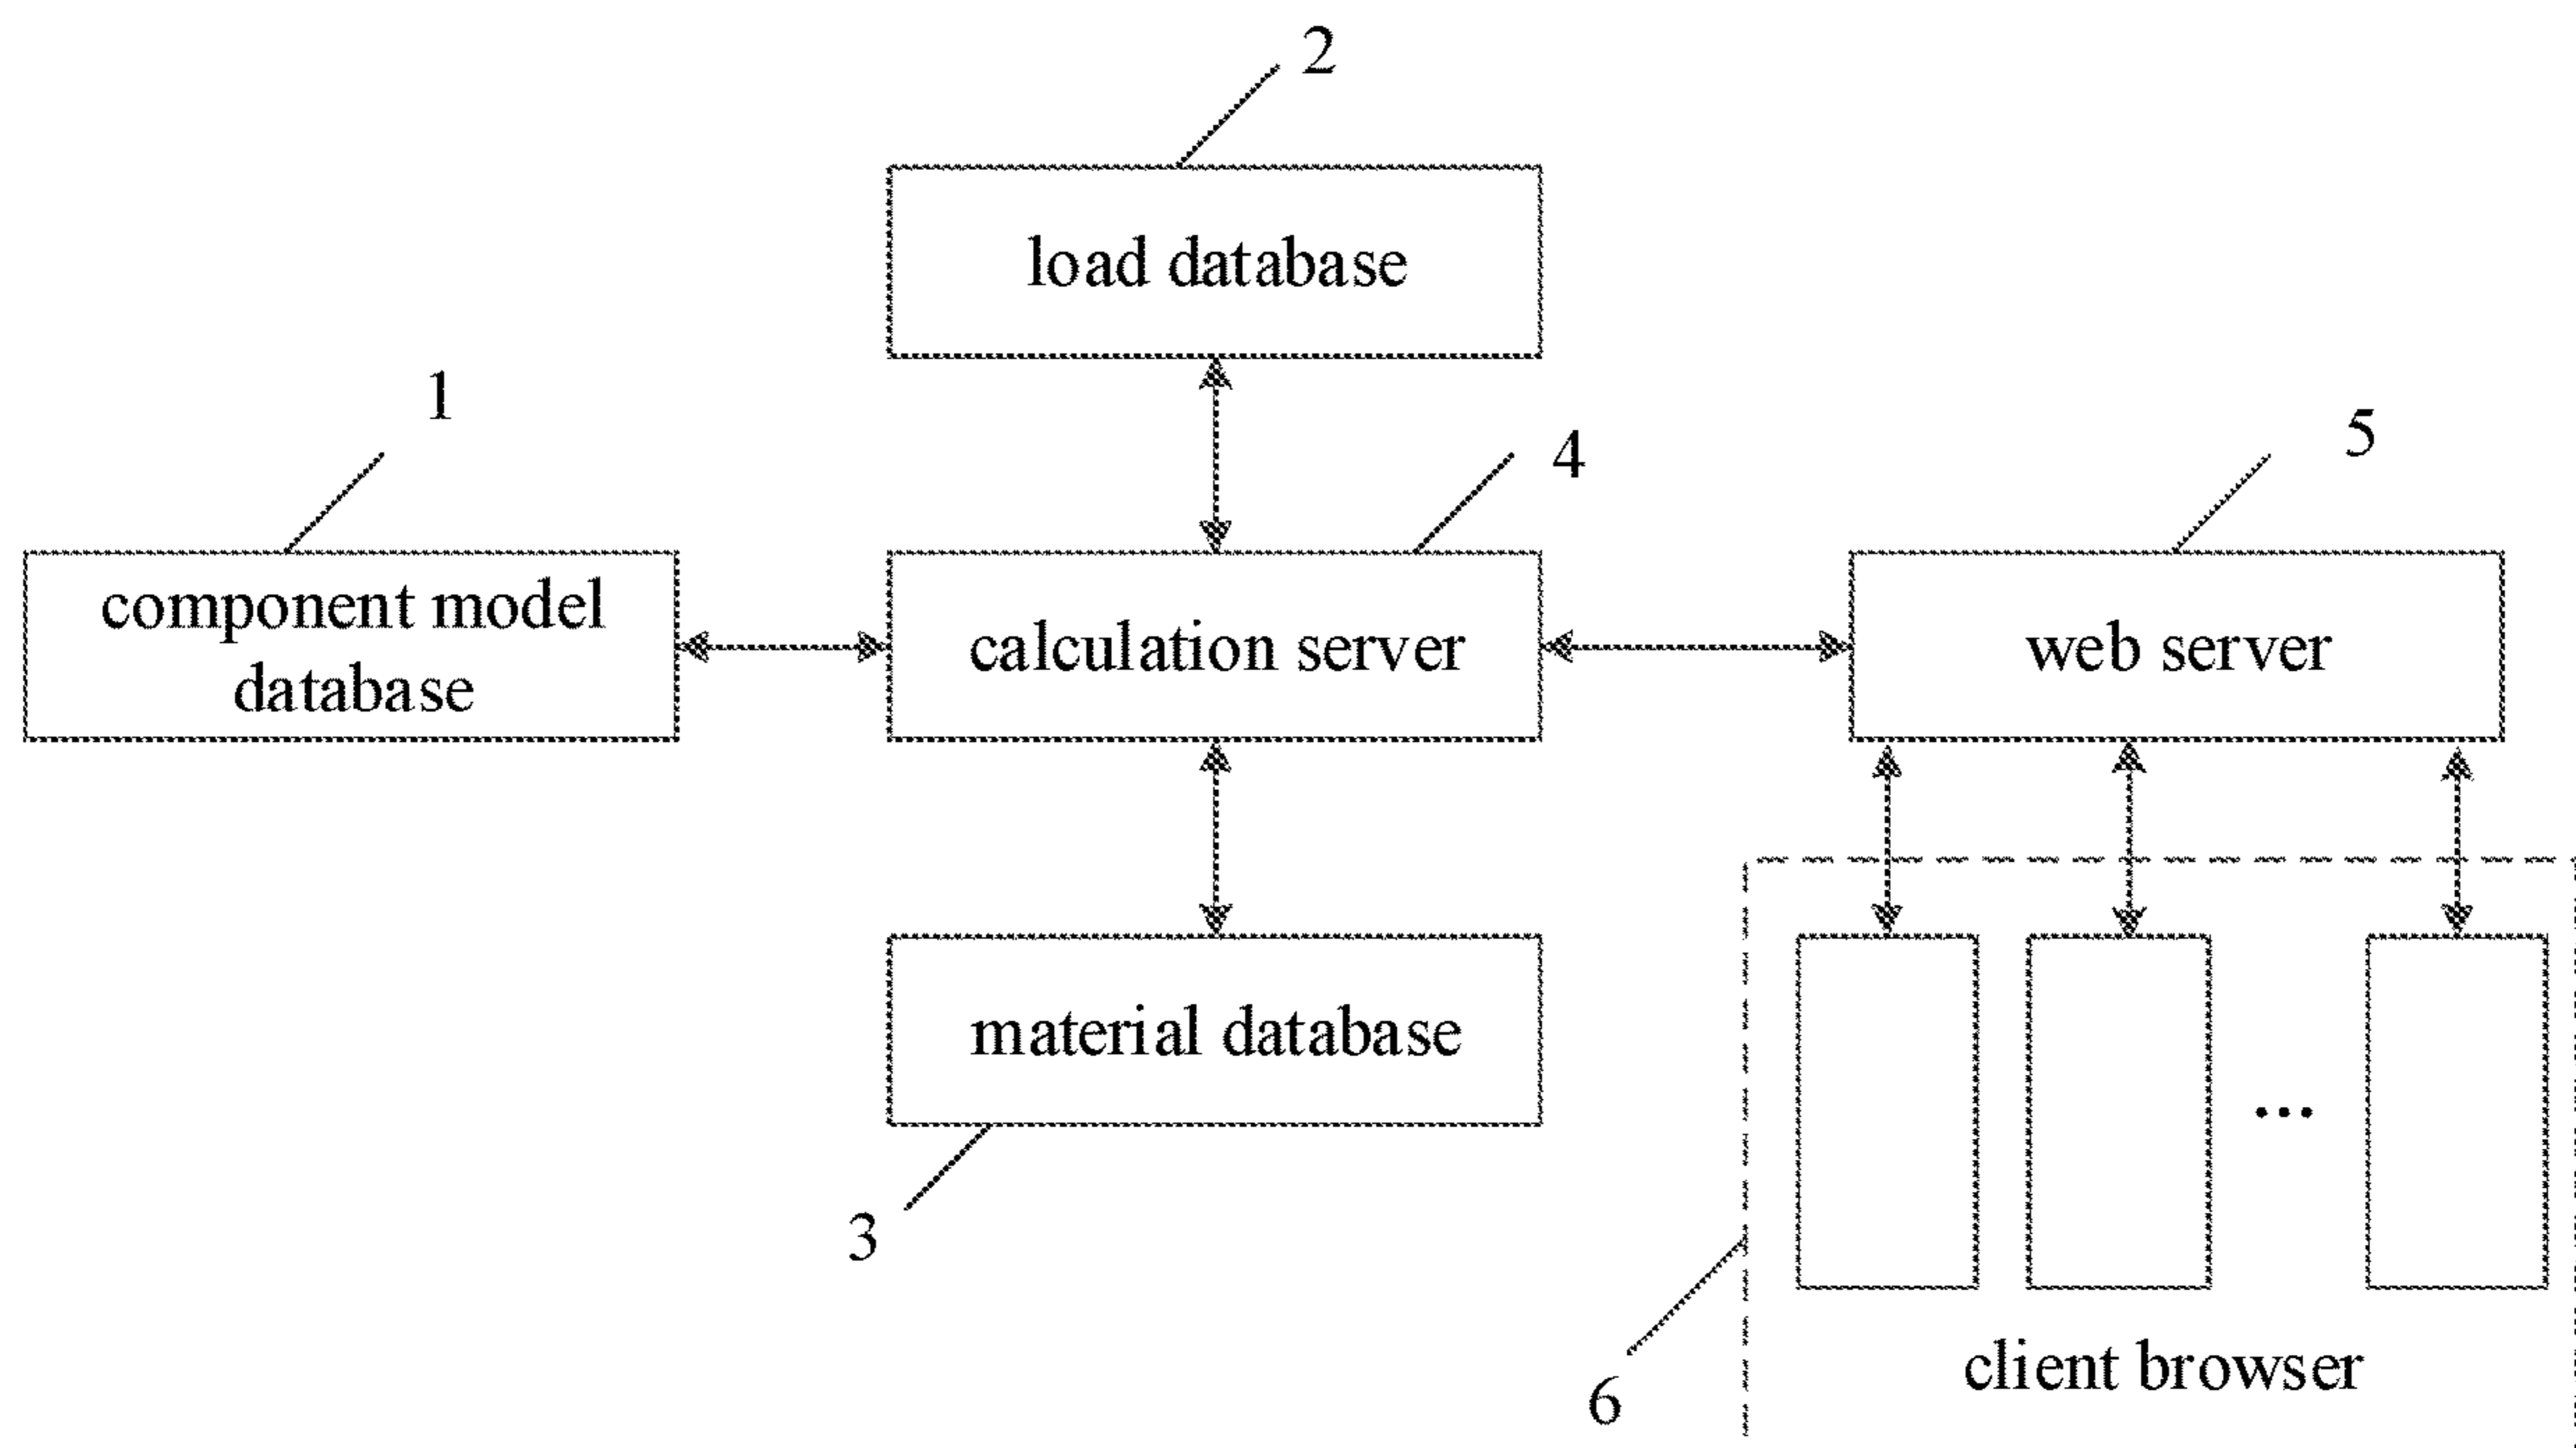 2
load database
1
4
5
component model
database
calculation server
web server
material database
...
3
client browser
6